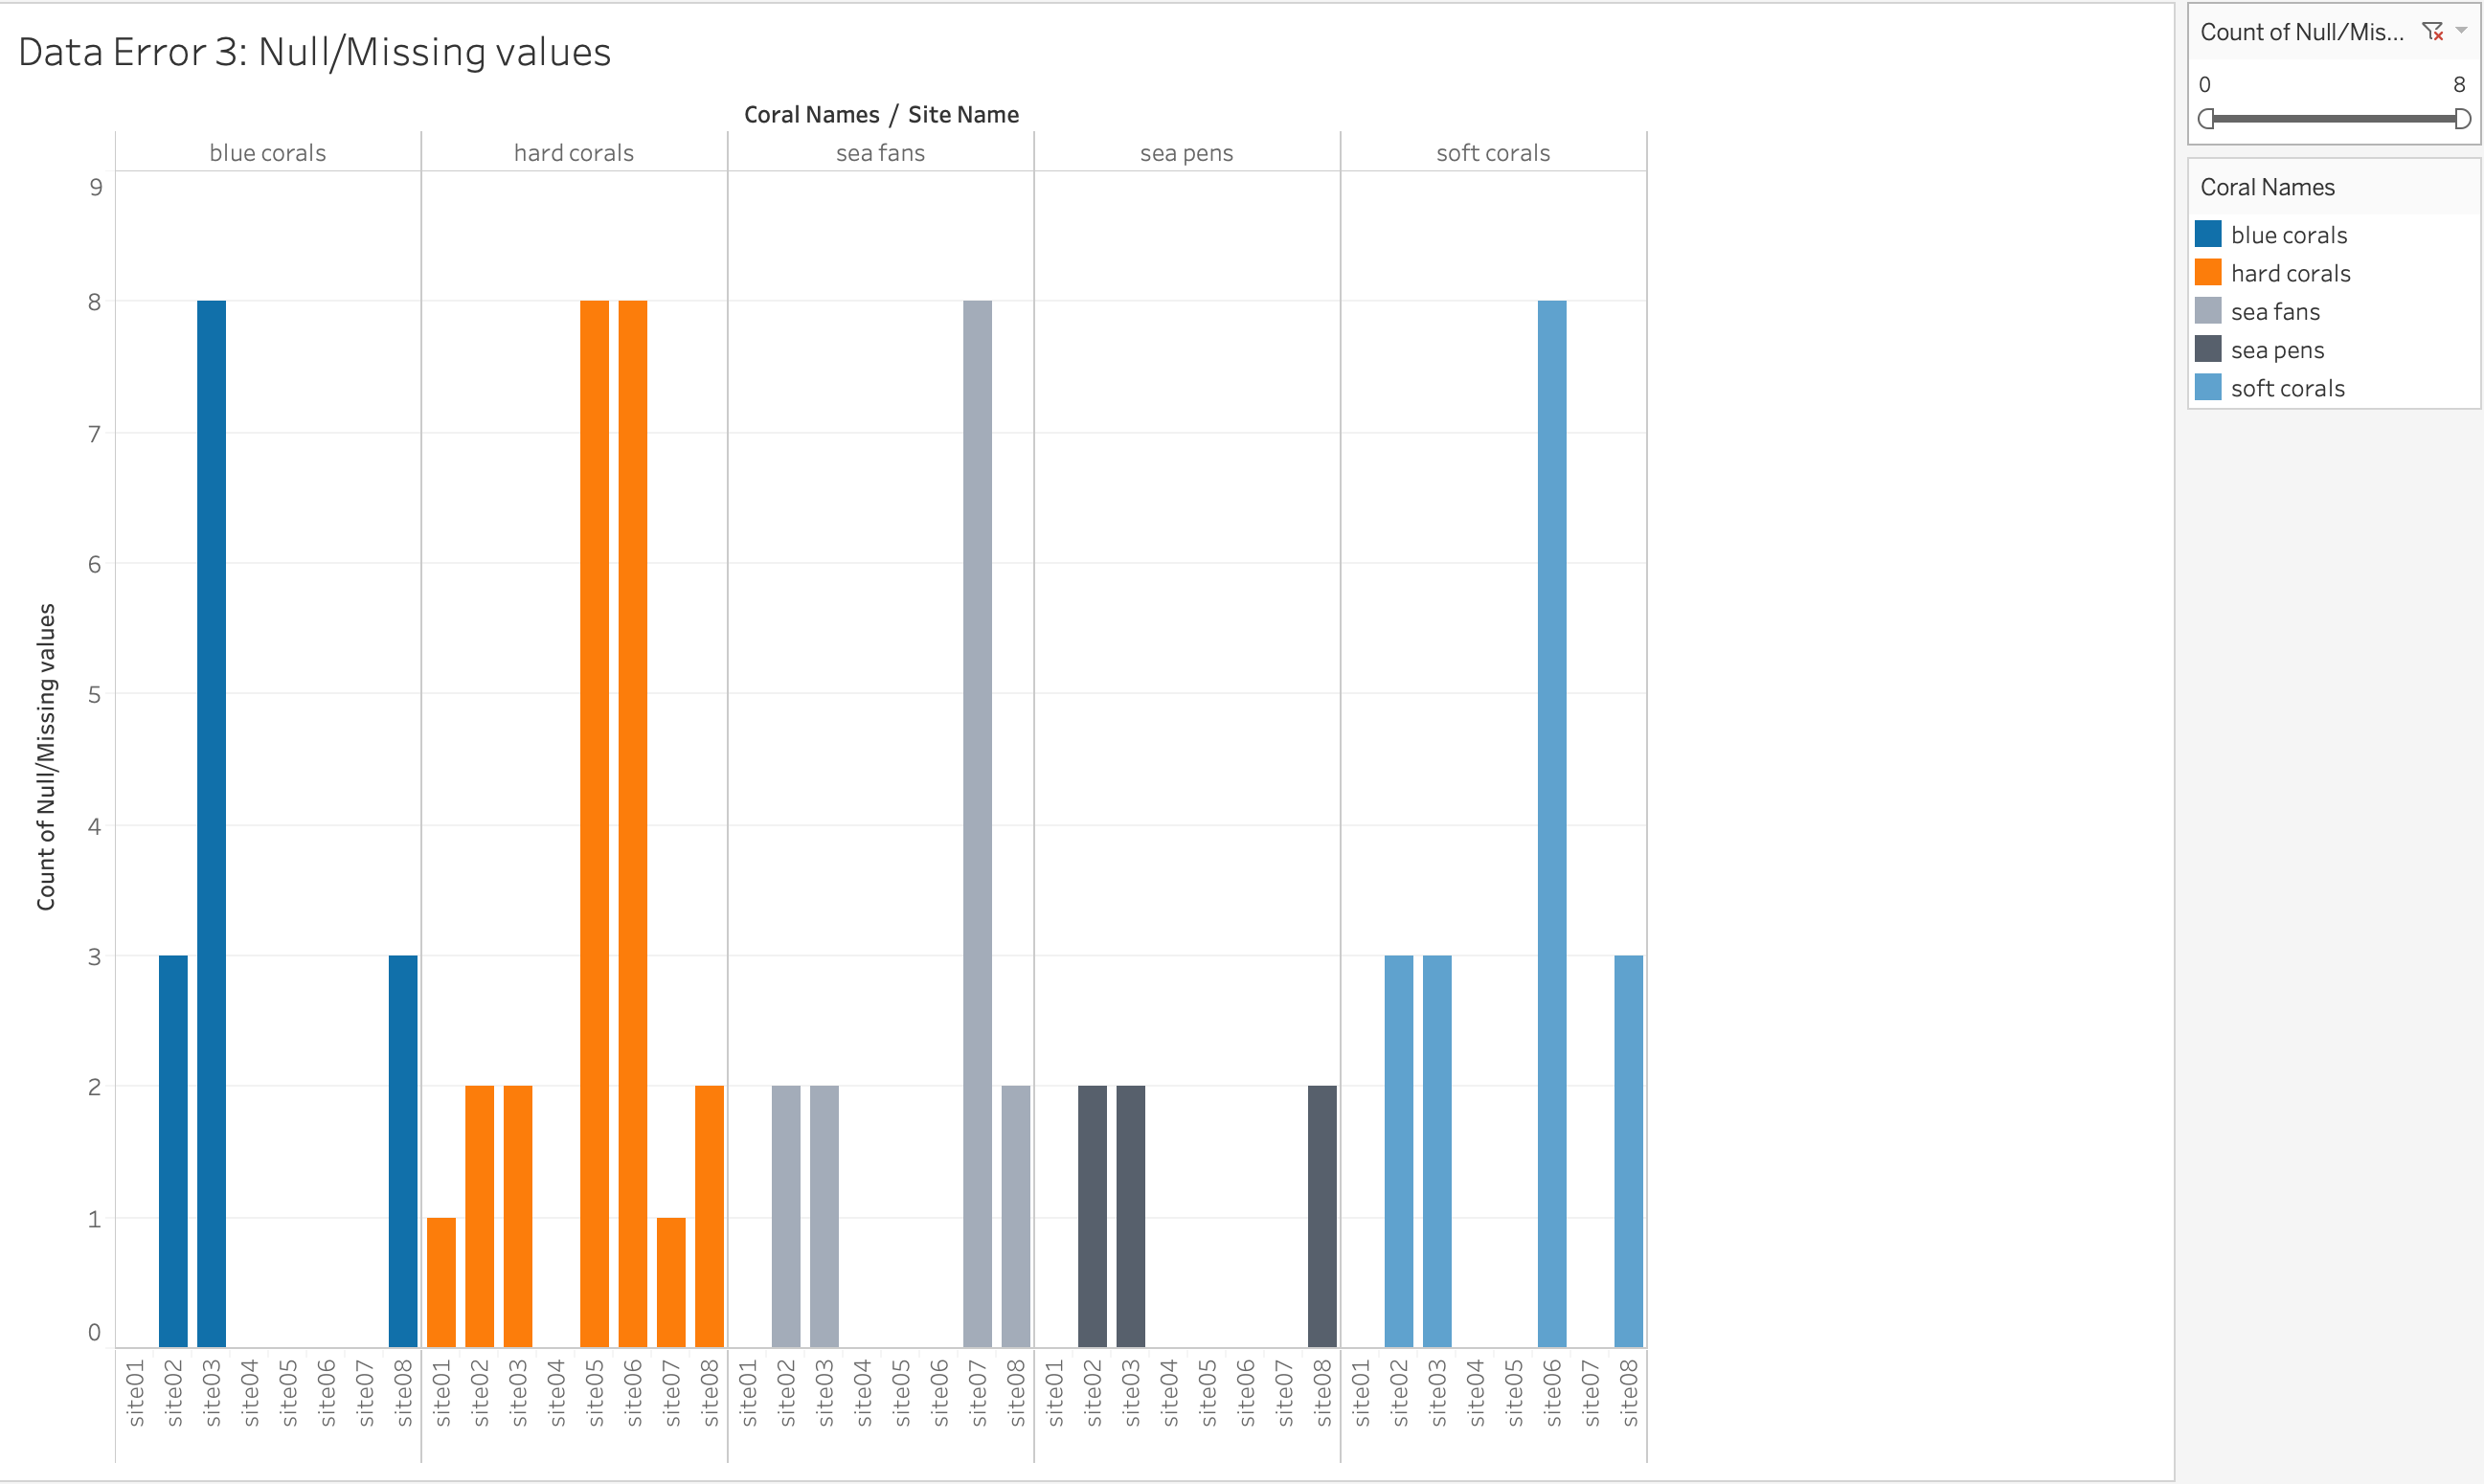 Data Error 3: Null/Missing values
Coral Names / Site Name
blue corals hard corals sea fans sea pens soft corals
9
8
7
6
5
4
3
2
1
0
Count of Null/Missing values
site01 site02 site03 site04 site05 site06 site07 site08 site01 site02 site03 site04 site05 site06 site07 site08 site01 site02 site03 site04 site05 site06 site07 site08 site01 site02 site03 site04 site05 site06 site07 site08 site01 site02 site03 site04 site05 site06 site07 site08
Count of Null/Mis...
0 8
Coral Names
blue corals
hard corals
sea fans
sea pens
soft corals